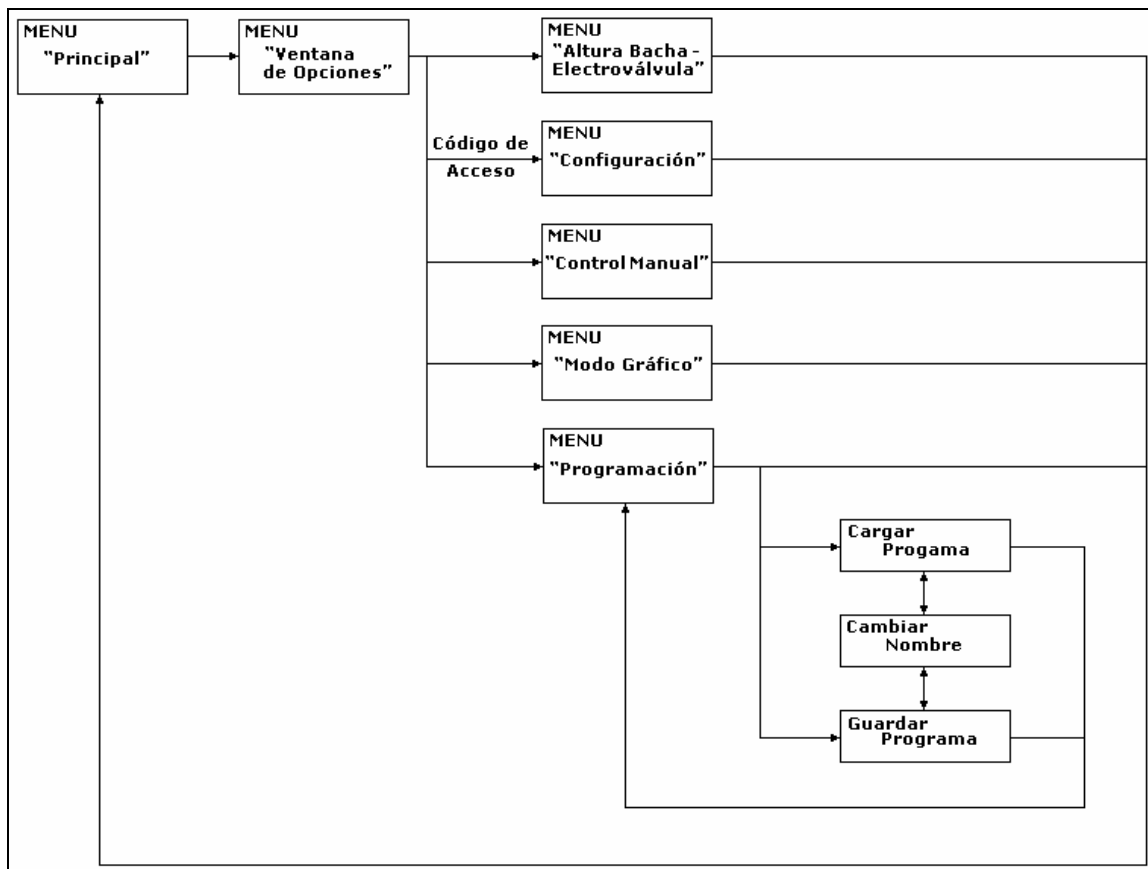 MENU
"Principal"
MENU
"Ventana
de Opciones"
MENU
"Altura Bacha -
Electroválvula"
Código de
Acceso
MENU
"Configuración"
MENU
"Control Manual"
MENU
"Modo Gráfico"
MENU
"Programación"
Cargar
Progama
Cambiar
Nombre
Guardar
Programa